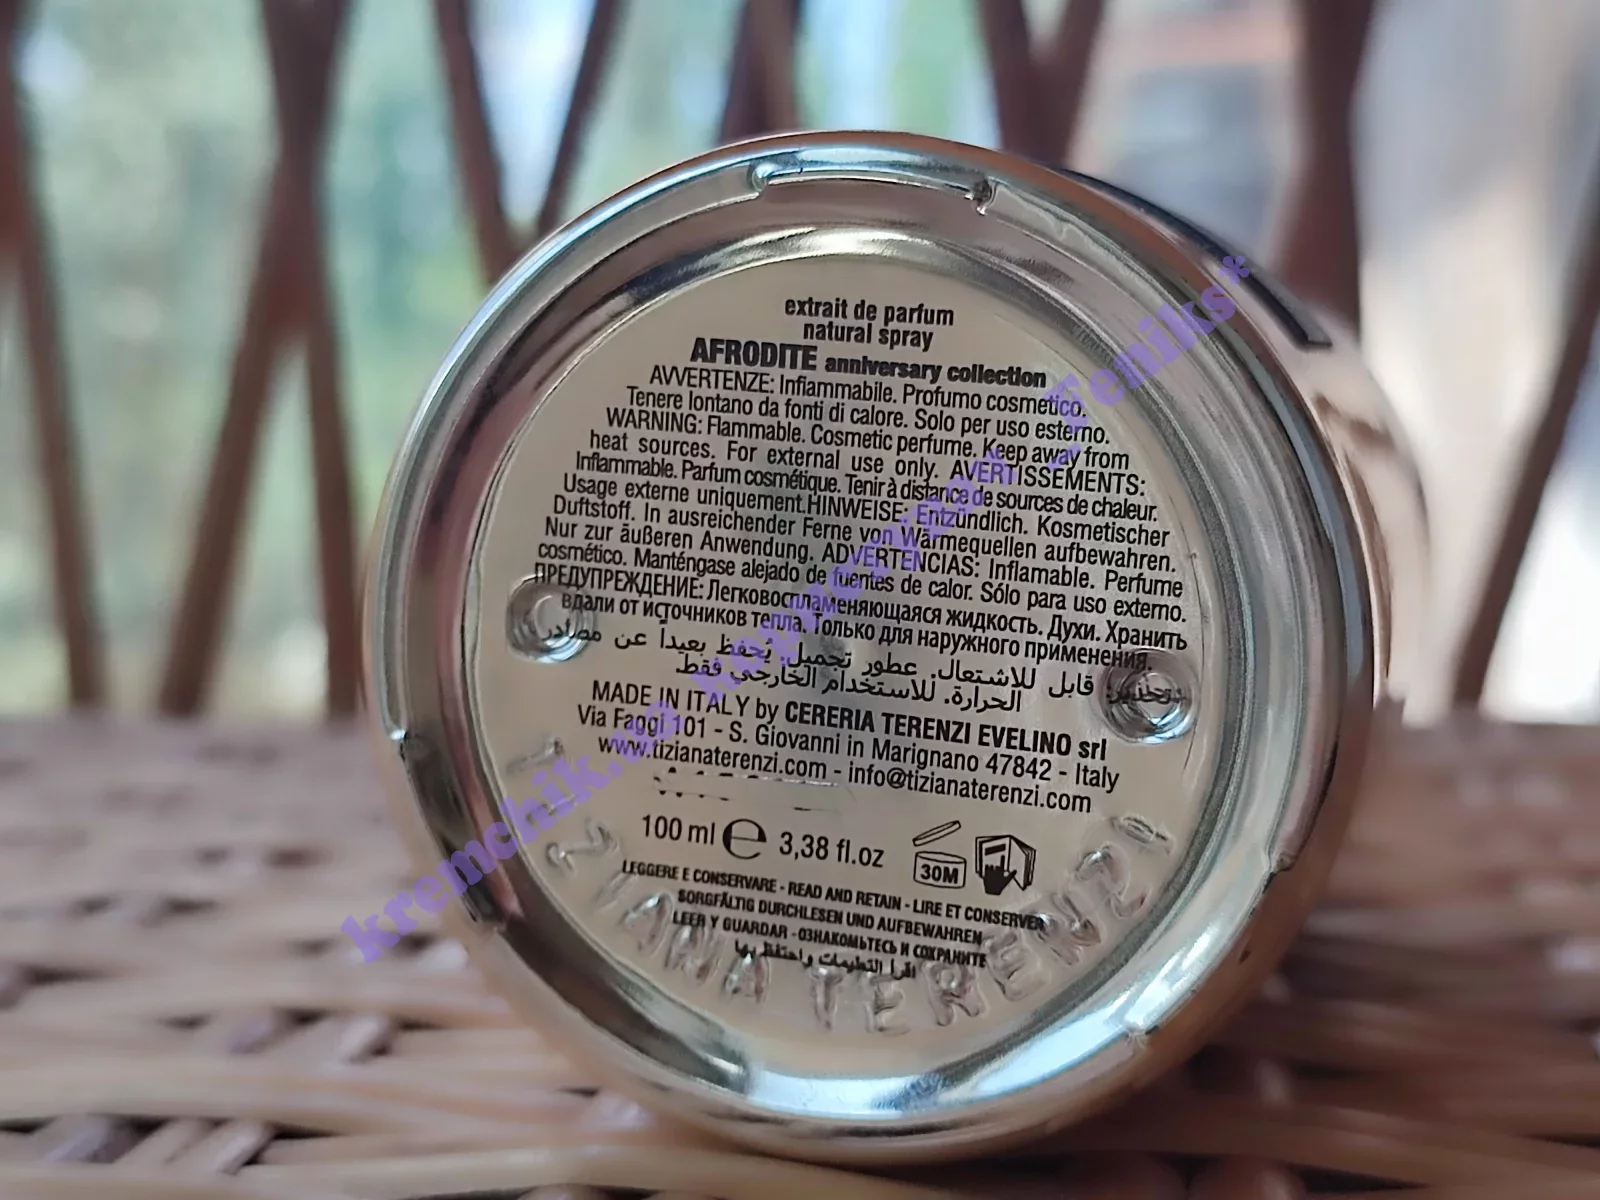 extrait de parfum
natural spray
AFRODITE anniversary collection
AVVERTENZE: Infiammabile. Profumo cosmetico.
Tenere lontano da fonti di calore. Solo per uso esterno.
WARNING: Flammable. Cosmetic perfume. Keep away from
heat sources. For external use only. AVERTISSEMENTS:
Inflammable. Parfum cosmétique. Tenir à distance de sources de chaleur.
Usage externe uniquement.HINWEISE: Entzündlich. Kosmetischer
Duftstoff. In ausreichender Ferne von Wärmequellen aufbewahren.
Nur zur äußeren Anwendung. ADVERTENCIAS: Inflamable. Perfume
cosmético. Manténgase alejado de fuentes de calor. Sólo para uso externo.
ПРЕДУПРЕЖДЕНИЕ: Легковоспламеняющаяся жидкость. Духи. Хранить
вдали от источников тепла. Только для наружного применения.
قابل للاشتعال. عطور تجميل. يُحفظ بعيداً عن مصادر
الحرارة. للاستخدام الخارجي فقط
MADE IN ITALY by CERERIA TERENZI EVELINO srl
Via Faggi 101 - S. Giovanni in Marignano 47842 - Italy
www.tizianaterenzi.com - info@tizianaterenzi.com
100 ml e 3,38 fl.oz
30M
LEGGERE E CONSERVARE - READ AND RETAIN - LIRE ET CONSERVER
SORGFÄLTIG DURCHLESEN UND AUFBEWAHREN
LEER Y GUARDAR - ОЗНАКОМЬТЕСЬ И СОХРАНИТЕ
اقرأ التعليمات واحتفظ بها
TIZIANA TERENZI